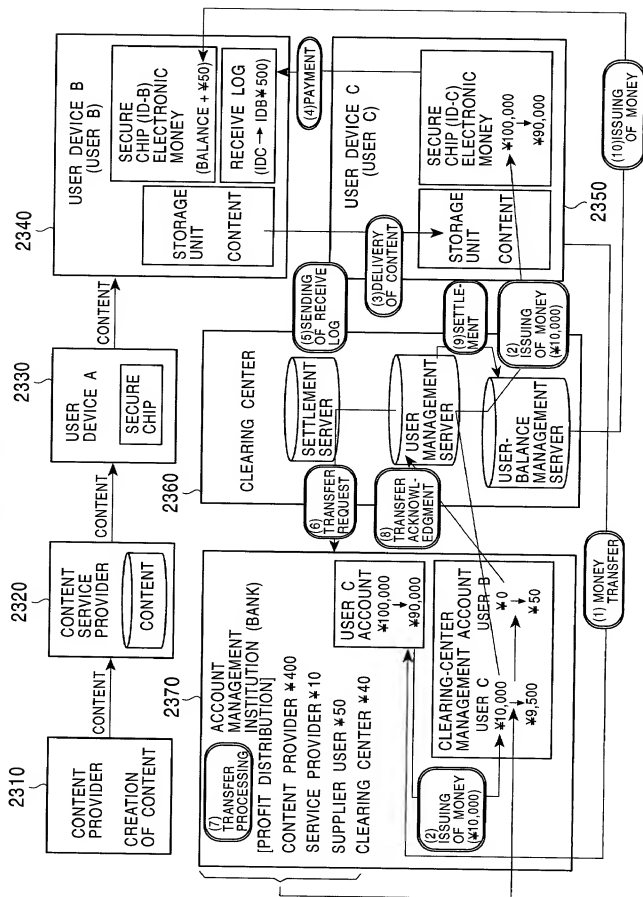 2310
CONTENT
PROVIDER
CREATION
OF CONTENT
CONTENT
2320
CONTENT
SERVICE
PROVIDER
CONTENT
CONTENT
2330
USER
DEVICE A
SECURE
CHIP
CONTENT
2340
USER DEVICE B
(USER B)
STORAGE
UNIT
CONTENT
SECURE
CHIP (ID-B)
ELECTRONIC
MONEY
(BALANCE + ¥50)
RECEIVE LOG
(IDC → IDB¥500)
(4)PAYMENT
USER DEVICE C
(USER C)
STORAGE
UNIT
CONTENT
SECURE
CHIP (ID-C)
ELECTRONIC
MONEY
¥100,000
¥90,000
2350
(3)DELIVERY
OF CONTENT
(10)ISSUING
OF MONEY
2360
CLEARING CENTER
SETTLEMENT
SERVER
USER
MANAGEMENT
SERVER
USER-
BALANCE
MANAGEMENT
SERVER
(5)SENDING
OF RECEIVE
LOG
(9)SETTLE-
MENT
(2)
ISSUING
OF MONEY
(¥10,000)
(6)
TRANSFER
REQUEST
(8)
TRANSFER
ACKNOWL-
EDGMENT
2370
(7)
TRANSFER
PROCESSING
ACCOUNT
MANAGEMENT
INSTITUTION (BANK)
[PROFIT DISTRIBUTION]
CONTENT PROVIDER ¥400
SERVICE PROVIDER ¥10
SUPPLIER USER ¥50
CLEARING CENTER ¥40
USER C
ACCOUNT
¥100,000
¥90,000
(2)
ISSUING
OF MONEY
(¥10,000)
CLEARING-CENTER
MANAGEMENT ACCOUNT
USER C
¥10,000
¥9,500
USER B
¥0
¥50
(1) MONEY
TRANSFER